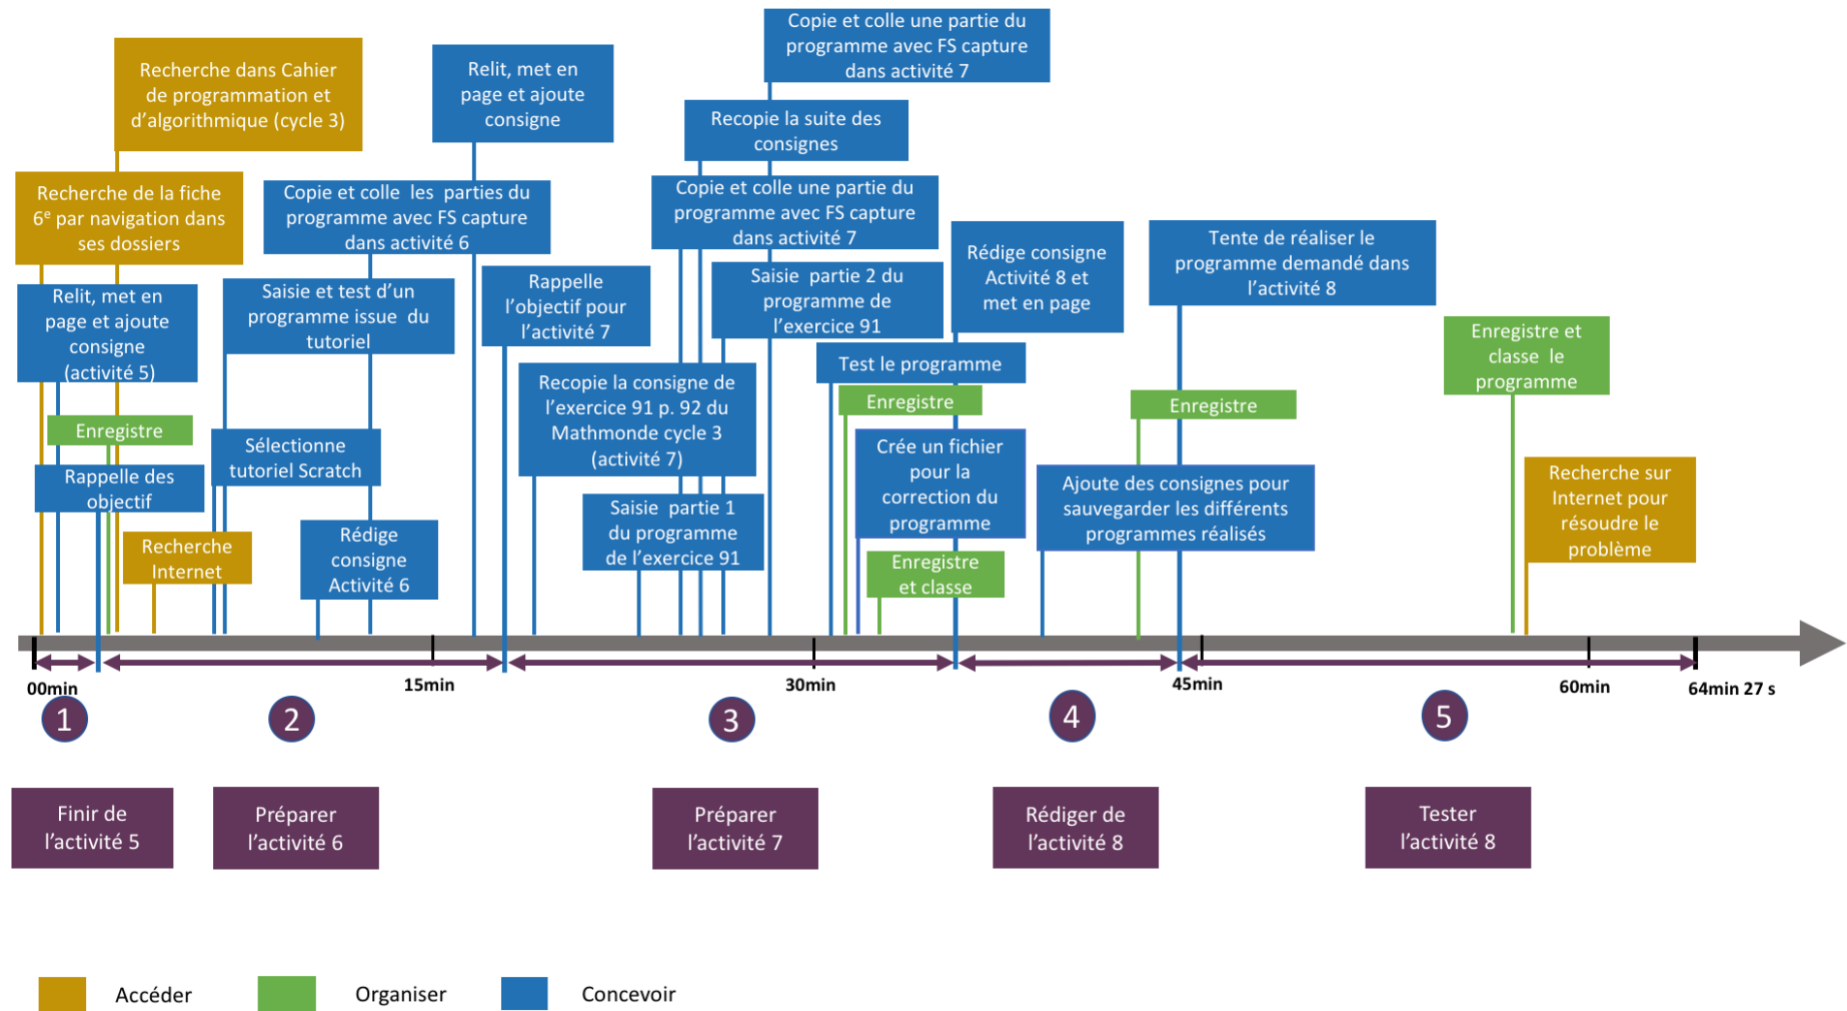 Copie et colle une partie du
programme avec FS capture
dans activité 7
Recherche dans Cahier
de programmation et
d’algorithmique (cycle 3)
Relit, met en
page et ajoute
consigne
Recopie la suite des
consignes
Recherche de la fiche
6e par navigation dans
ses dossiers
Copie et colle les parties du
programme avec FS capture
dans activité 6
Copie et colle une partie du
programme avec FS capture
dans activité 7
Rédige consigne
Activité 8 et
met en page
Tente de réaliser le
programme demandé dans
l’activité 8
Relit, met en
page et ajoute
consigne
(activité 5)
Saisie et test d’un
programme issue du
tutoriel
Rappelle
l’objectif pour
l’activité 7
Saisie partie 2 du
programme de
l’exercice 91
Enregistre et
classe le
programme
Test le programme
Recopie la consigne de
l’exercice 91 p. 92 du
Mathmonde cycle 3
(activité 7)
Enregistre
Enregistre
Enregistre
Sélectionne
tutoriel Scratch
Crée un fichier
pour la
correction du
programme
Rappelle des
objectif
Ajoute des consignes pour
sauvegarder les différents
programmes réalisés
Recherche sur
Internet pour
résoudre le
problème
Saisie partie 1
du programme
de l’exercice 91
Recherche
Internet
Rédige
consigne
Activité 6
Enregistre
et classe
00min
15min
30min
45min
60min
64min 27 s
1
2
3
4
5
Finir de
l’activité 5
Préparer
l’activité 6
Préparer
l’activité 7
Rédiger de
l’activité 8
Tester
l’activité 8
Accéder
Organiser
Concevoir